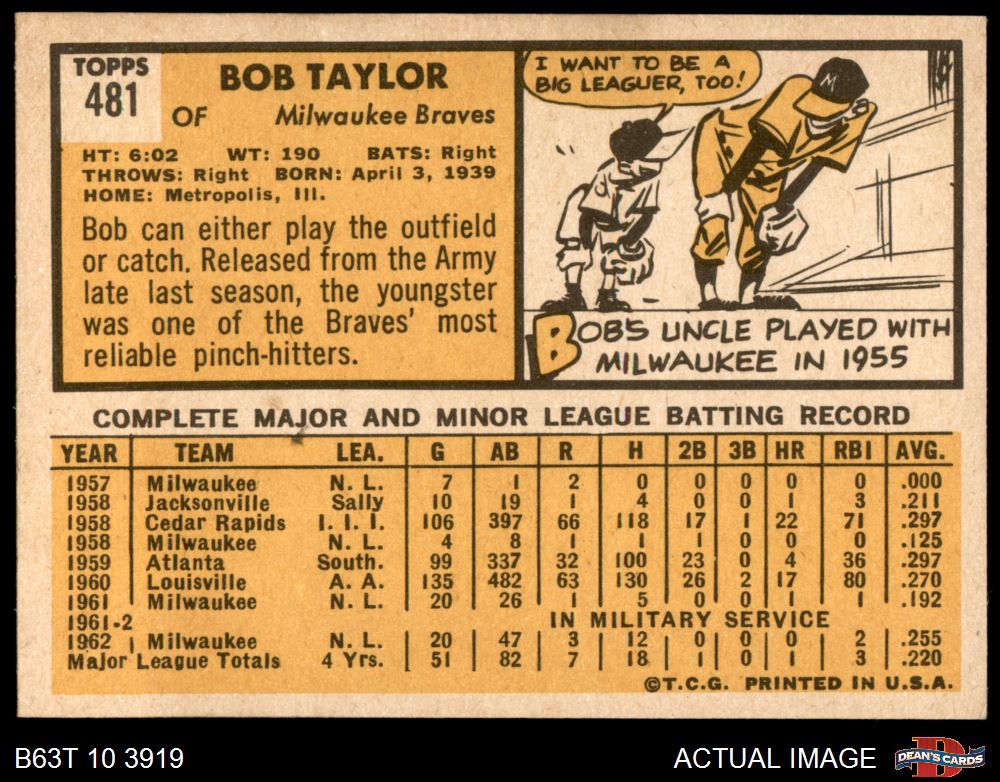 TOPPS
481
BOB TAYLOR
OF Milwaukee Braves
HT: 6:02 WT: 190 BATS: Right
THROWS: Right BORN: April 3, 1939
HOME: Metropolis, Ill.
Bob can either play the outfield
or catch. Released from the Army
late last season, the youngster
was one of the Braves' most
reliable pinch-hitters.
I WANT TO BE A
BIG LEAGUER, TOO!
M
BOB'S UNCLE PLAYED WITH
MILWAUKEE IN 1955
COMPLETE MAJOR AND MINOR LEAGUE BATTING RECORD
YEAR TEAM LEA. G AB R H 2B 3B HR RBI AVG.
1957 Milwaukee N. L. 7 1 2 0 0 0 0 0 .000
1958 Jacksonville Sally 10 19 1 4 0 0 1 3 .211
1958 Cedar Rapids I. I. I. 106 397 66 118 17 1 22 71 .297
1958 Milwaukee N. L. 4 8 1 1 1 0 0 0 .125
1959 Atlanta South. 99 337 32 100 23 0 4 36 .297
1960 Louisville A. A. 135 482 63 130 26 2 17 80 .270
1961 Milwaukee N. L. 20 26 1 5 0 0 1 1 .192
1961-2 IN MILITARY SERVICE
1962 Milwaukee N. L. 20 47 3 12 0 0 0 2 .255
Major League Totals 4 Yrs. 51 82 7 18 1 0 1 3 .220
©T.C.G. PRINTED IN U.S.A.
B63T 10 3919
ACTUAL IMAGE
D
DEAN'S CARDS